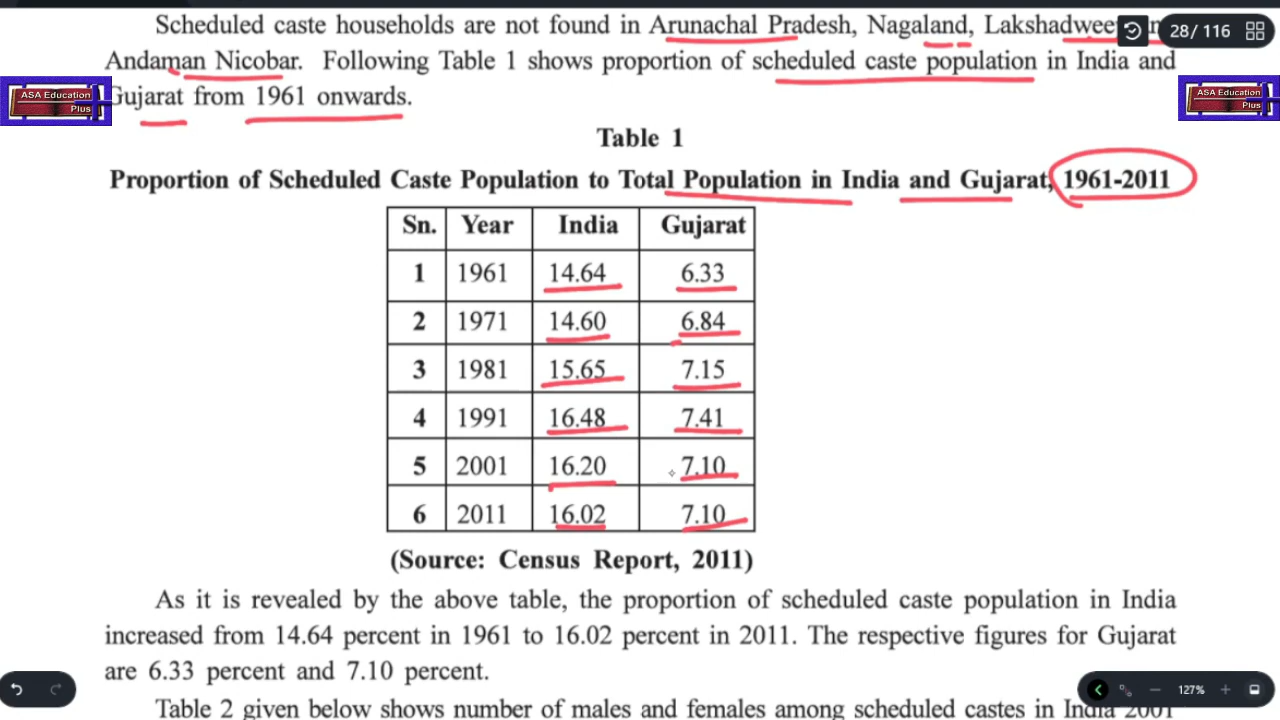 Scheduled caste households are not found in Arunachal Pradesh, Nagaland, Lakshadwee
28 / 116
Andaman Nicobar. Following Table 1 shows proportion of scheduled caste population in India and
ASA Education
Plus
Gujarat from 1961 onwards.
ASA Education
Plus
Table 1
Proportion of Scheduled Caste Population to Total Population in India and Gujarat, 1961-2011
Sn. Year India Gujarat
1 1961 14.64 6.33
2 1971 14.60 6.84
3 1981 15.65 7.15
4 1991 16.48 7.41
5 2001 16.20 7.10
6 2011 16.02 7.10
(Source: Census Report, 2011)
As it is revealed by the above table, the proportion of scheduled caste population in India
increased from 14.64 percent in 1961 to 16.02 percent in 2011. The respective figures for Gujarat
are 6.33 percent and 7.10 percent.
127%
Table 2 given below shows number of males and females among scheduled castes in India 2001